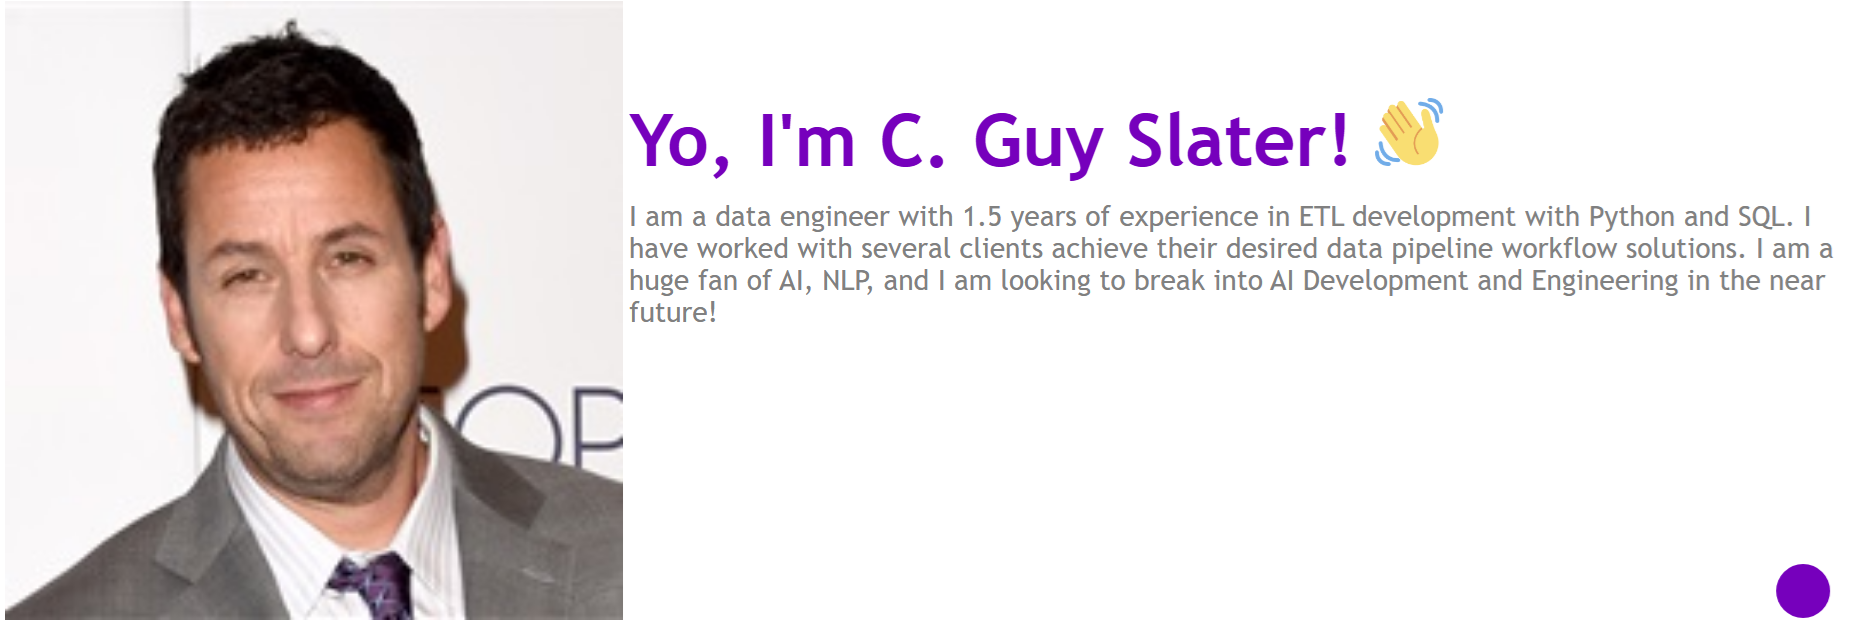 Yo, I'm C. Guy Slater! 👋
I am a data engineer with 1.5 years of experience in ETL development with Python and SQL. I
have worked with several clients achieve their desired data pipeline workflow solutions. I am a
huge fan of AI, NLP, and I am looking to break into AI Development and Engineering in the near
future!
OP